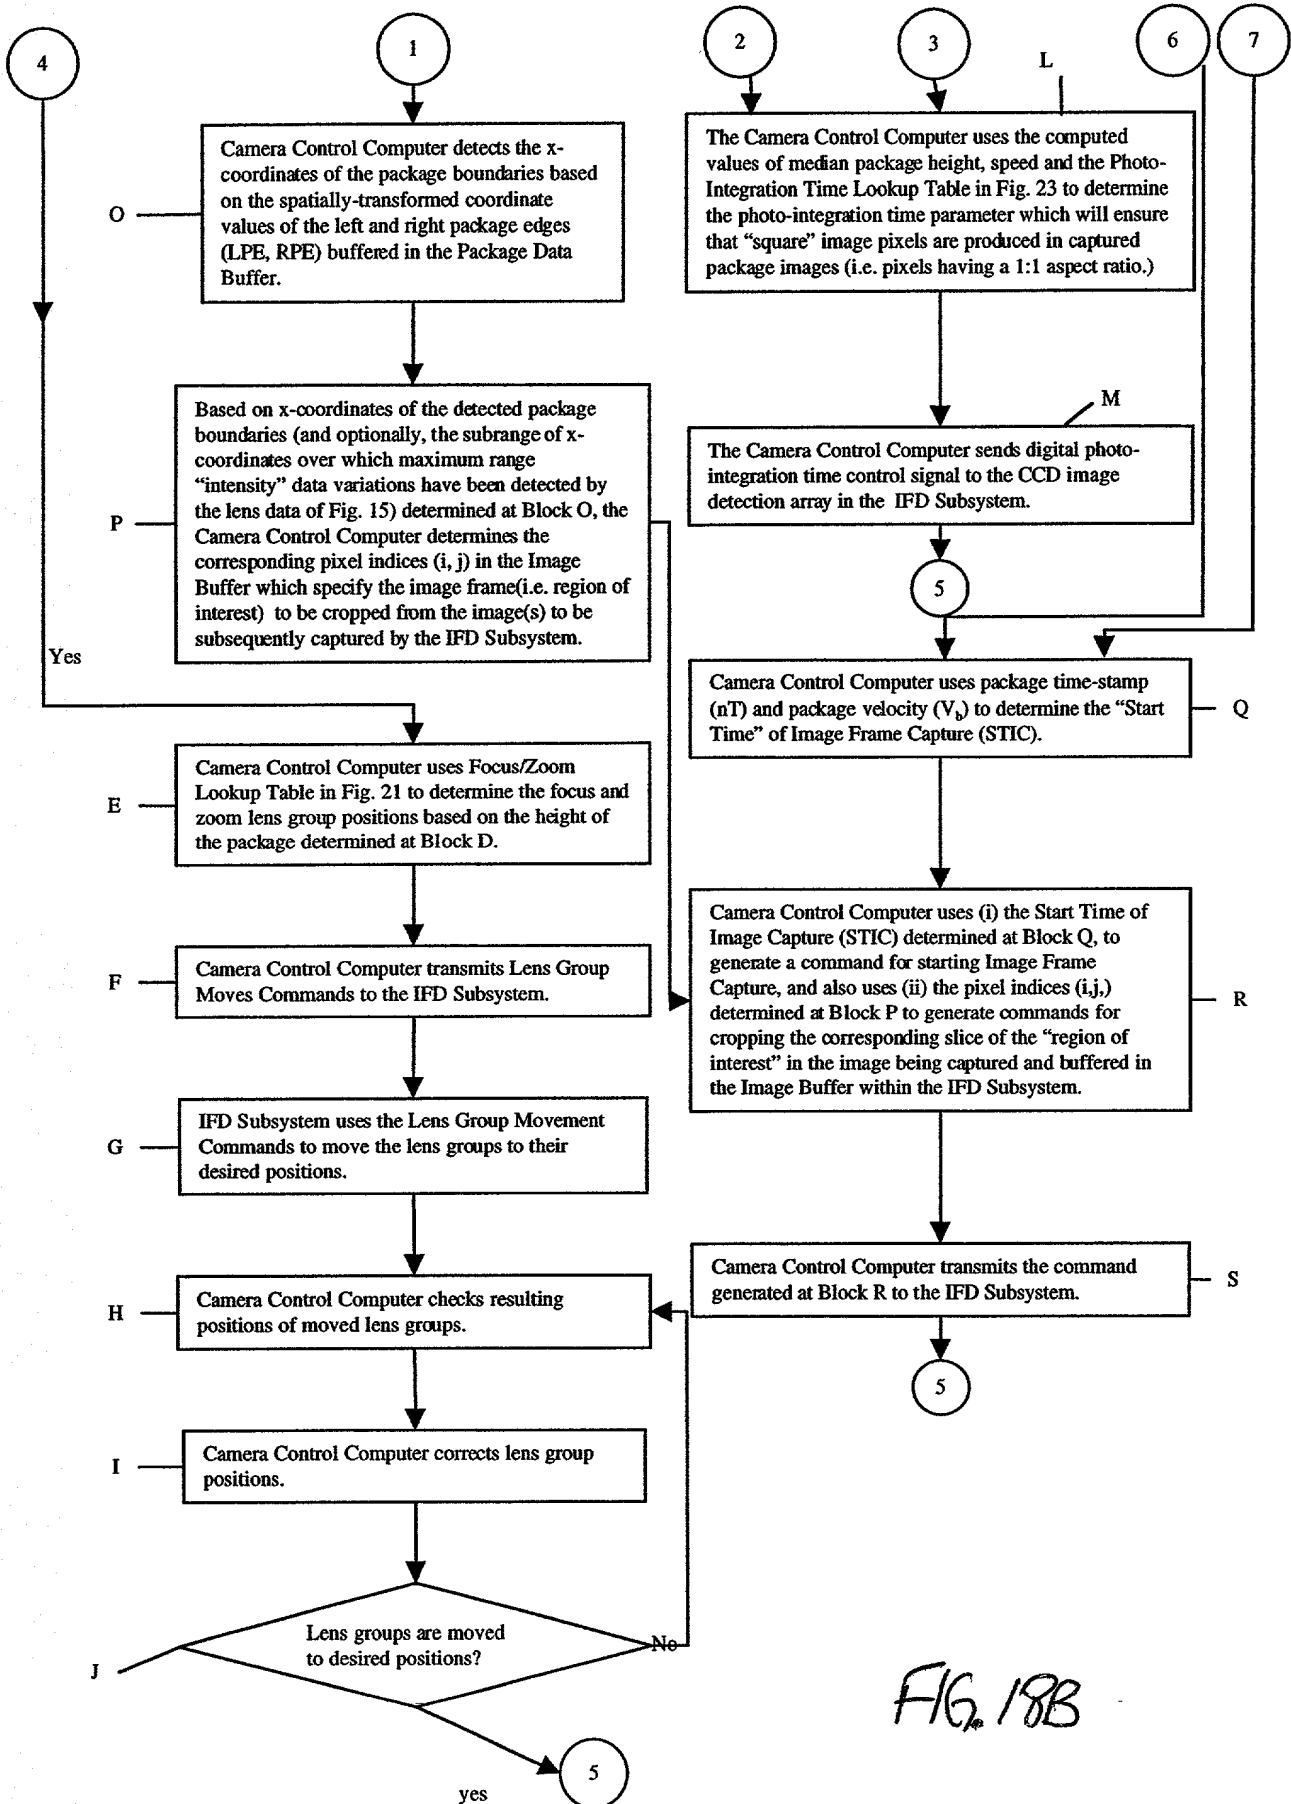 4
1
2
3
6
7
L
O
Camera Control Computer detects the x-
coordinates of the package boundaries based
on the spatially-transformed coordinate
values of the left and right package edges
(LPE, RPE) buffered in the Package Data
Buffer.
The Camera Control Computer uses the computed
values of median package height, speed and the Photo-
Integration Time Lookup Table in Fig. 23 to determine
the photo-integration time parameter which will ensure
that “square” image pixels are produced in captured
package images (i.e. pixels having a 1:1 aspect ratio.)
P
Based on x-coordinates of the detected package
boundaries (and optionally, the subrange of x-
coordinates over which maximum range
“intensity” data variations have been detected by
the lens data of Fig. 15) determined at Block O, the
Camera Control Computer determines the
corresponding pixel indices (i, j) in the Image
Buffer which specify the image frame(i.e. region of
interest) to be cropped from the image(s) to be
subsequently captured by the IFD Subsystem.
M
The Camera Control Computer sends digital photo-
integration time control signal to the CCD image
detection array in the IFD Subsystem.
5
Yes
Camera Control Computer uses package time-stamp
(nT) and package velocity (Vb) to determine the “Start
Time” of Image Frame Capture (STIC).
Q
E
Camera Control Computer uses Focus/Zoom
Lookup Table in Fig. 21 to determine the focus and
zoom lens group positions based on the height of
the package determined at Block D.
F
Camera Control Computer transmits Lens Group
Moves Commands to the IFD Subsystem.
Camera Control Computer uses (i) the Start Time of
Image Capture (STIC) determined at Block Q, to
generate a command for starting Image Frame
Capture, and also uses (ii) the pixel indices (i,j,)
determined at Block P to generate commands for
cropping the corresponding slice of the “region of
interest” in the image being captured and buffered in
the Image Buffer within the IFD Subsystem.
R
G
IFD Subsystem uses the Lens Group Movement
Commands to move the lens groups to their
desired positions.
H
Camera Control Computer checks resulting
positions of moved lens groups.
Camera Control Computer transmits the command
generated at Block R to the IFD Subsystem.
S
5
I
Camera Control Computer corrects lens group
positions.
J
Lens groups are moved
to desired positions?
No
yes
5
FIG. 18B